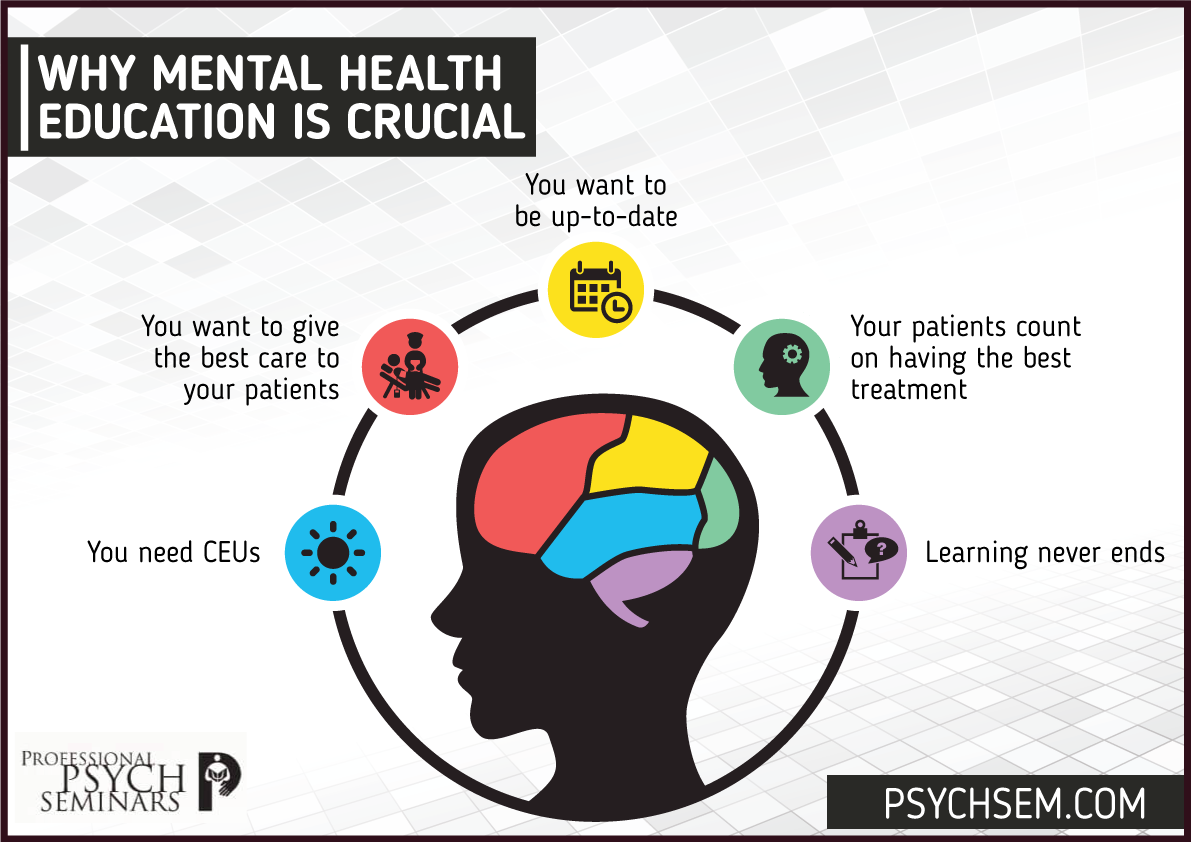 WHY MENTAL HEALTH
EDUCATION IS CRUCIAL
You want to
be up-to-date
You want to give
the best care to
your patients
Your patients count
on having the best
treatment
You need CEUs
?
Learning never ends
PROFESSIONAL
PSYCH
SEMINARS
PSYCHSEM.COM